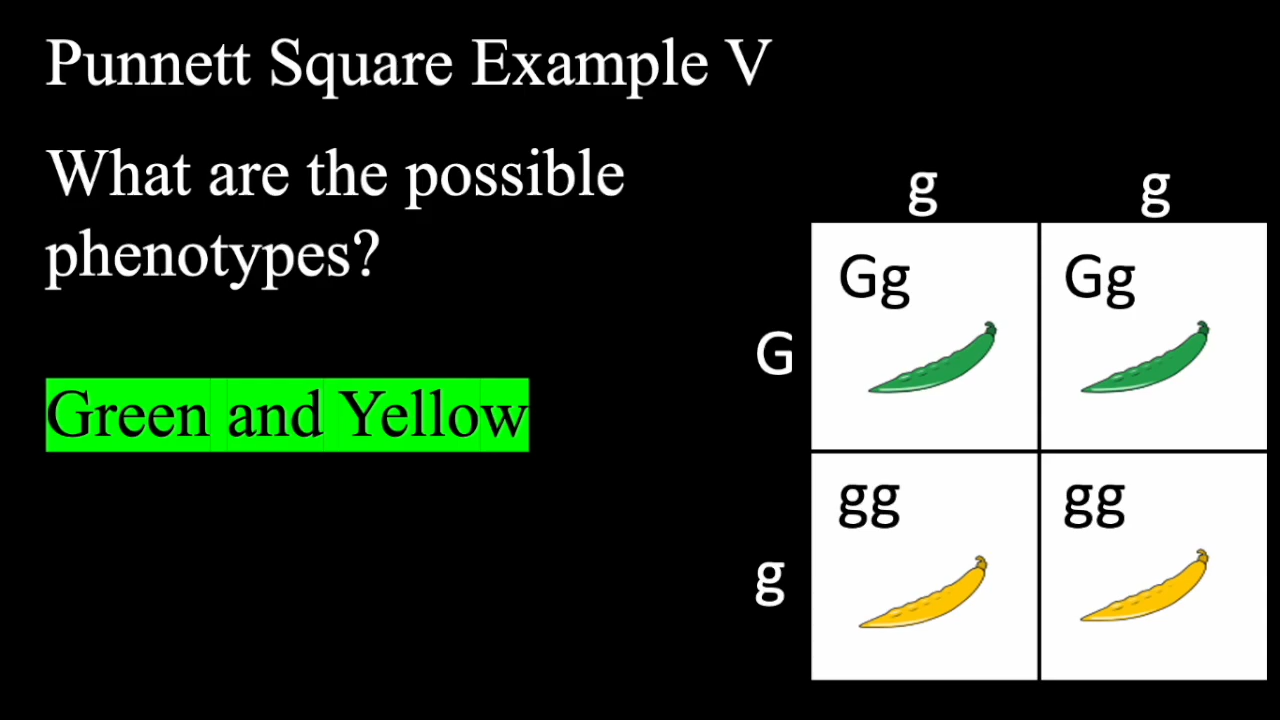 Punnett Square Example V
What are the possible
phenotypes?
Green and Yellow
g g
G
Gg Gg
g
gg gg